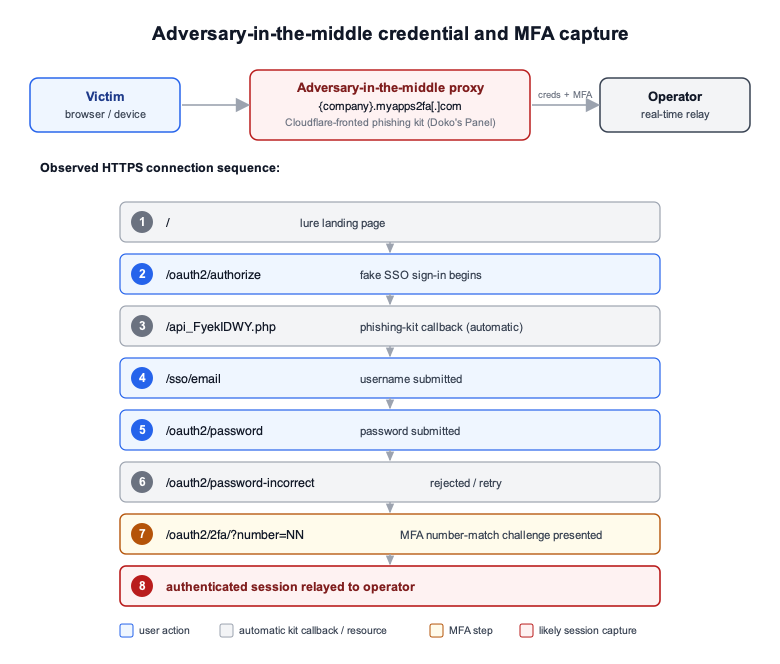 Adversary-in-the-middle credential and MFA capture
Victim
browser / device
Adversary-in-the-middle proxy
{company}.myapps2fa[.]com
Cloudflare-fronted phishing kit (Doko's Panel)
creds + MFA
Operator
real-time relay
Observed HTTPS connection sequence:
1 / lure landing page
2 /oauth2/authorize fake SSO sign-in begins
3 /api_FyekIDWY.php phishing-kit callback (automatic)
4 /sso/email username submitted
5 /oauth2/password password submitted
6 /oauth2/password-incorrect rejected / retry
7 /oauth2/2fa/?number=NN MFA number-match challenge presented
8 authenticated session relayed to operator
user action automatic kit callback / resource MFA step likely session capture